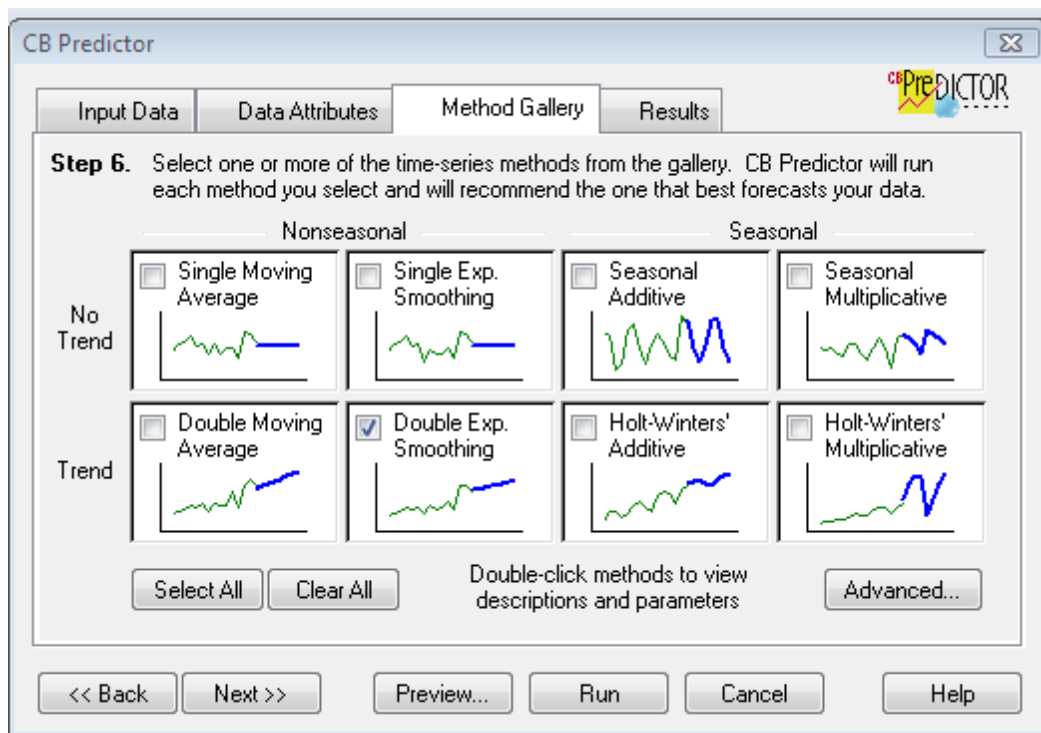 CB Predictor
CB PreDICTOR
Input Data
Data Attributes
Method Gallery
Results
Step 6. Select one or more of the time-series methods from the gallery. CB Predictor will run
each method you select and will recommend the one that best forecasts your data.
Nonseasonal
Seasonal
No
Trend
Single Moving
Average
Single Exp.
Smoothing
Seasonal
Additive
Seasonal
Multiplicative
Trend
Double Moving
Average
Double Exp.
Smoothing
Holt-Winters'
Additive
Holt-Winters'
Multiplicative
Select All
Clear All
Double-click methods to view
descriptions and parameters
Advanced...
<< Back
Next >>
Preview...
Run
Cancel
Help